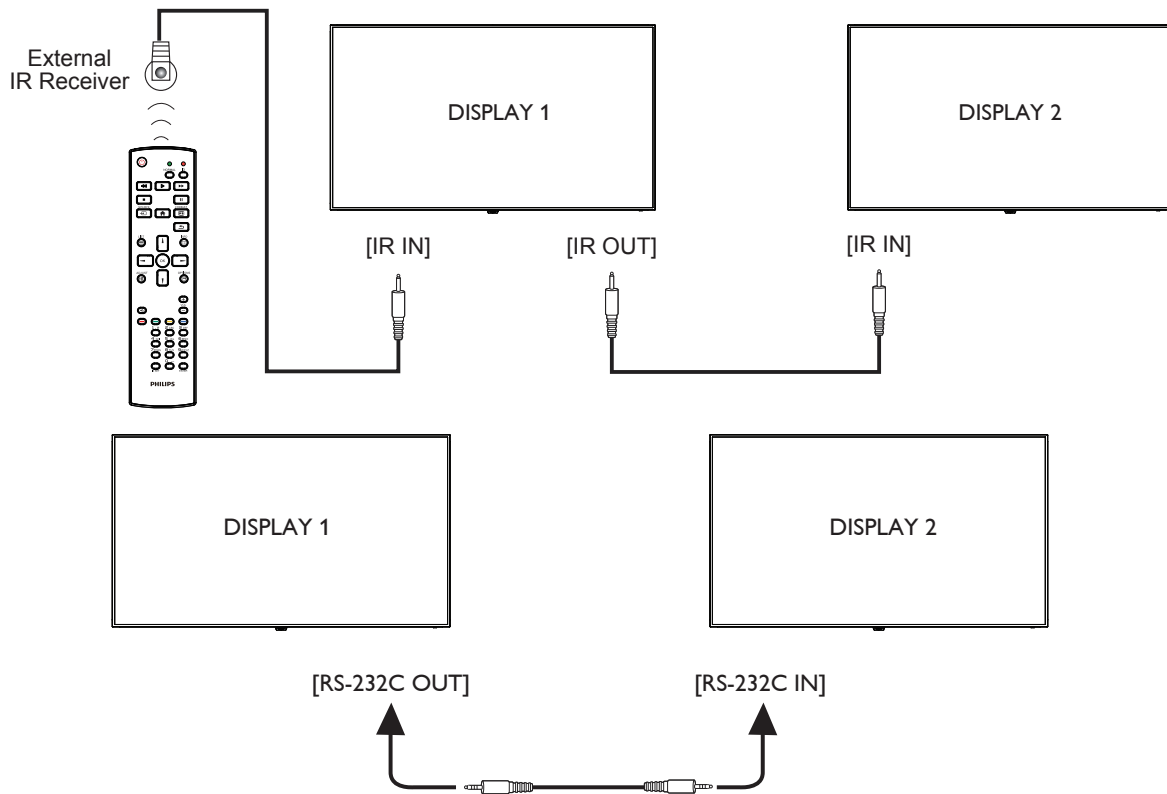 External
IR Receiver
DISPLAY 1
DISPLAY 2
[IR IN]
[IR OUT]
[IR IN]
OK
PHILIPS
DISPLAY 1
DISPLAY 2
[RS-232C OUT]
[RS-232C IN]